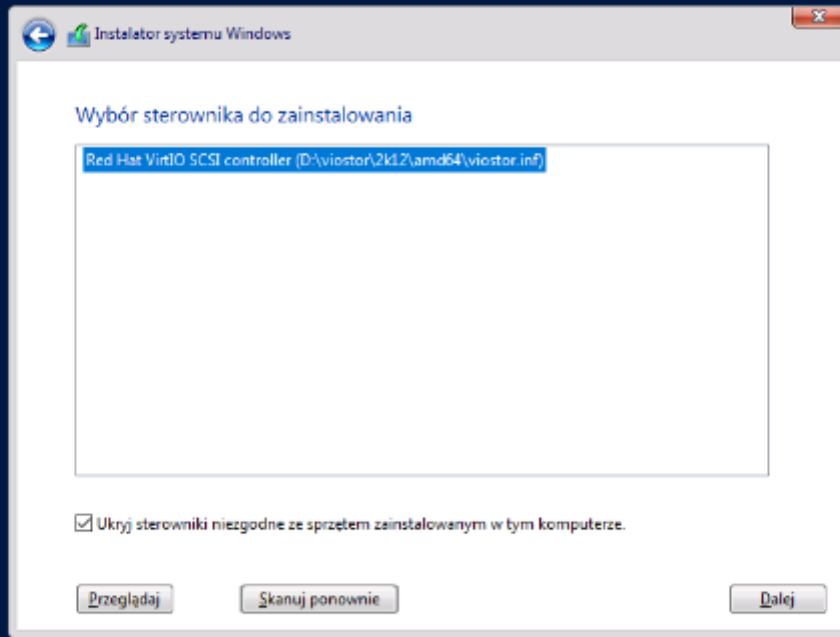 Instalator systemu Windows
Wybór sterownika do zainstalowania
Red Hat VirtIO SCSI controller (D:\viostor\2k12\amd64\viostor.inf)
Ukryj sterowniki niezgodne ze sprzętem zainstalowanym w tym komputerze.
Przeglądaj Skanuj ponownie Dalej